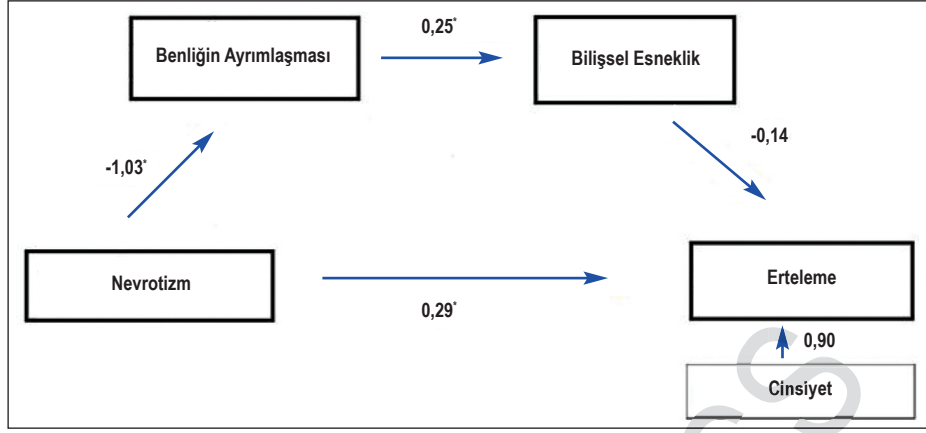 0,25*
Benliğin Ayrımlaşması
Bilişsel Esneklik
-1,03*
-0,14
Nevrotizm
0,29*
Erteleme
0,90
Cinsiyet